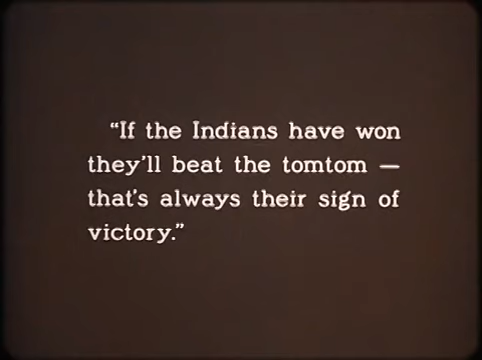 “If the Indians have won
they'll beat the tomtom —
that's always their sign of
victory.”